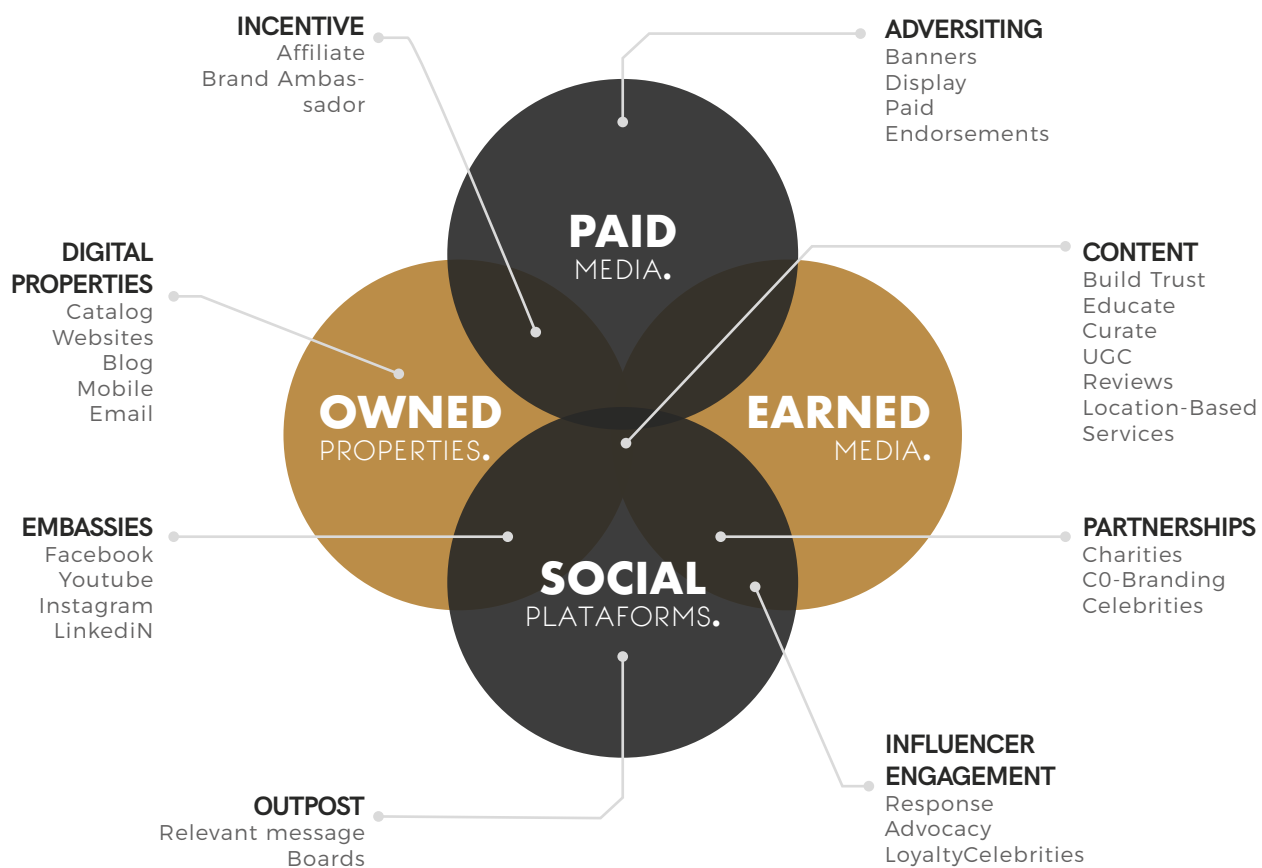 INCENTIVE
Affiliate
Brand Ambas-
sador
ADVERSITING
Banners
Display
Paid
Endorsements
PAID
MEDIA.
DIGITAL
PROPERTIES
Catalog
Websites
Blog
Mobile
Email
CONTENT
Build Trust
Educate
Curate
UGC
Reviews
Location-Based
Services
OWNED
PROPERTIES.
EARNED
MEDIA.
EMBASSIES
Facebook
Youtube
Instagram
LinkediN
PARTNERSHIPS
Charities
C0-Branding
Celebrities
SOCIAL
PLATAFORMS.
INFLUENCER
ENGAGEMENT
Response
Advocacy
LoyaltyCelebrities
OUTPOST
Relevant message
Boards